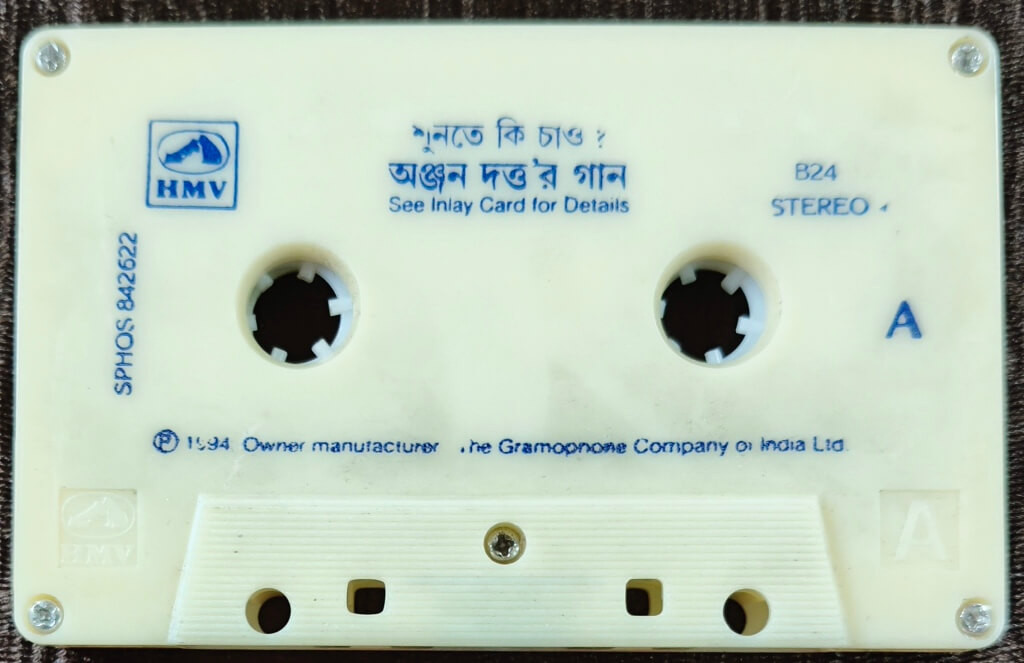 শুনতে কি চাও ?
অঞ্জন দত্ত'র গান
See Inlay Card for Details
HMV
B24
STEREO
SPHOS 842622
A
Ⓟ 1994. Owner manufacturer The Gramophone Company of India Ltd.
HMV
A